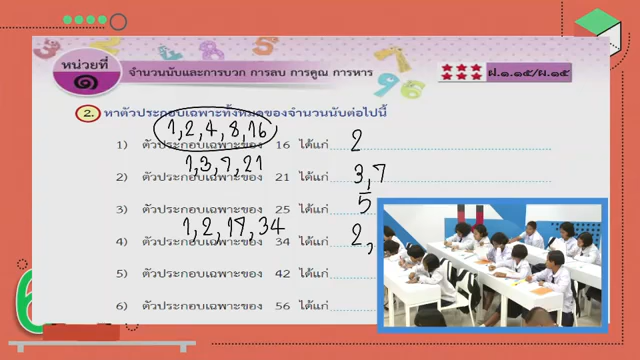 หน่วยที่
๑
จำนวนนับและการบวก การลบ การคูณ การหาร
ฝ.๑.๑๕/ผ.๑๕
2. หาตัวประกอบเฉพาะทั้งหมดของจำนวนนับต่อไปนี้
1, 2, 4, 8, 16
1) ตัวประกอบเฉพาะของ 16 ได้แก่ 2
1, 3, 7, 21
2) ตัวประกอบเฉพาะของ 21 ได้แก่ 3, 7
3) ตัวประกอบเฉพาะของ 25 ได้แก่ 5
1, 2, 17, 34
4) ตัวประกอบเฉพาะของ 34 ได้แก่ 2,
5) ตัวประกอบเฉพาะของ 42 ได้แก่
6) ตัวประกอบเฉพาะของ 56 ได้แก่